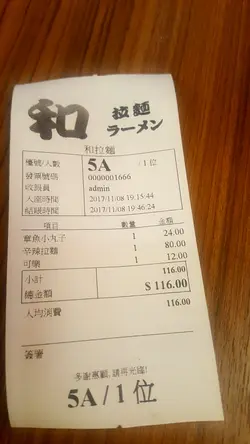 和 拉麵
ラーメン
和拉麵
檯號/人數 5A / 1 位
發票號碼 0000001666
收銀員 admin
入座時間 2017/11/08 19:15:44
結賬時間 2017/11/08 19:46:24
項目 數量 金額
章魚小丸子 1 24.00
辛辣拉麵 1 80.00
可樂 1 12.00
小計 116.00
總金額 $ 116.00
人均消費 116.00
簽署
多謝惠顧, 請再光臨!
5A / 1 位